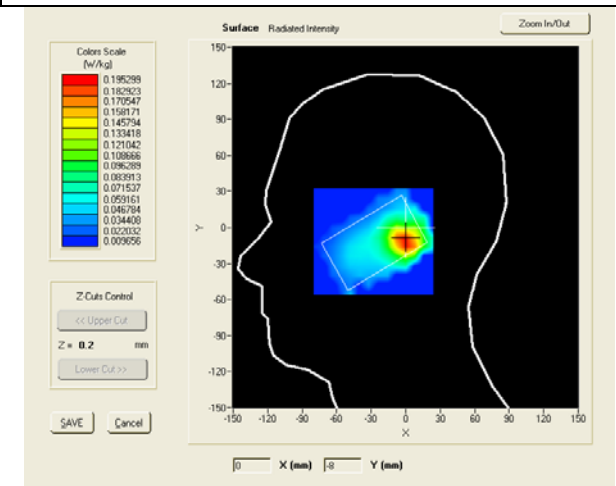 Surface Radiated Intensity
Zoom In/Out
Colors Scale
(W/kg)
0.195299
0.182923
0.170547
0.158171
0.145794
0.133418
0.121042
0.108666
0.096289
0.083913
0.071537
0.059161
0.046784
0.034408
0.022032
0.009656
Z-Cuts Control
<< Upper Cut
Z = 0.2 mm
Lower Cut >>
SAVE Cancel
150-
120-
90-
60-
30-
0-
-30-
-60-
-90-
-120-
-150-
Y
-150 -120 -90 -60 -30 0 30 60 90 120 150
X
0 X (mm) -8 Y (mm)